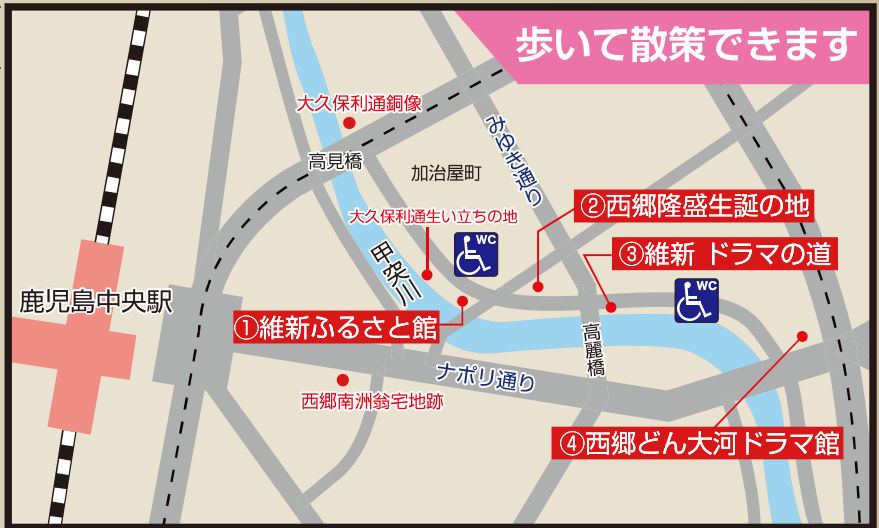 歩いて散策できます
大久保利通銅像
高見橋
加治屋町
みゆき通り
大久保利通生い立ちの地
②西郷隆盛生誕の地
WC
甲突川
③維新 ドラマの道
WC
鹿児島中央駅
①維新ふるさと館
高麗橋
ナポリ通り
西郷南洲翁宅地跡
④西郷どん大河ドラマ館